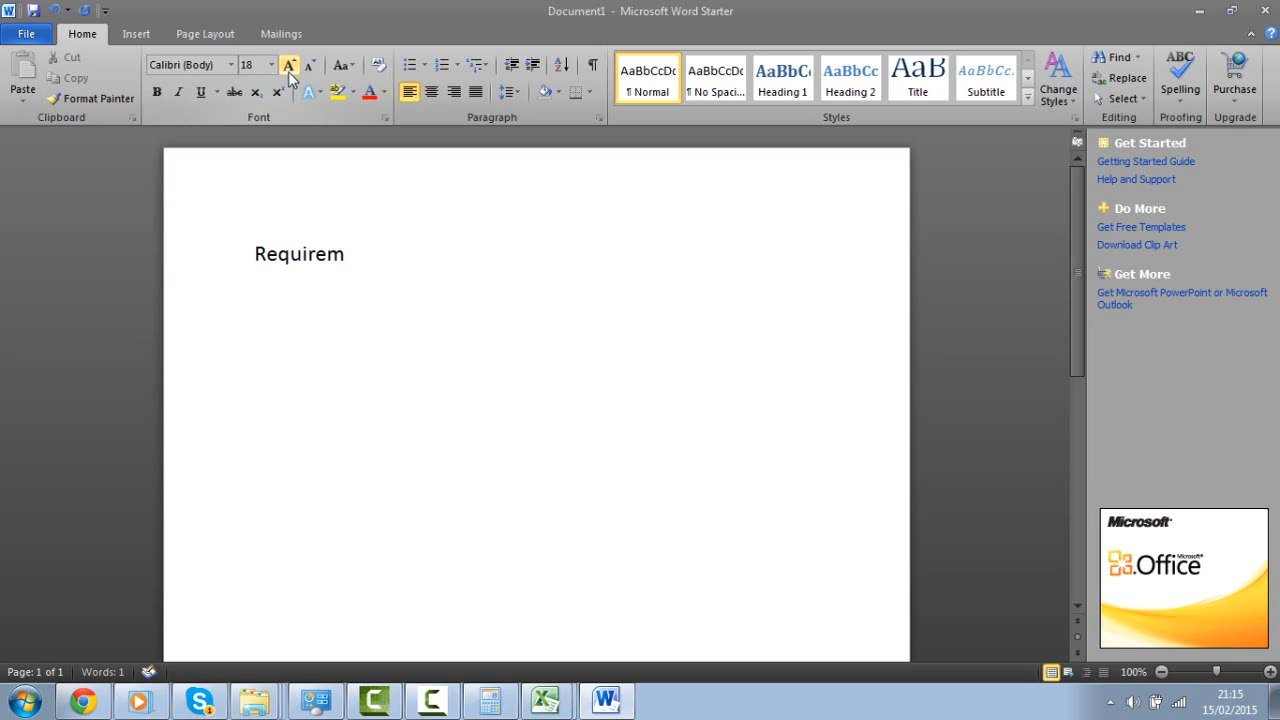 Document1 - Microsoft Word Starter
File Home Insert Page Layout Mailings
Cut
Copy
Format Painter
Paste
Clipboard
Calibri (Body) 18
Font
Paragraph
AaBbCcDc AaBbCcDc AaBbC AaBbCc AaB AaBbCc.
¶ Normal ¶ No Spaci... Heading 1 Heading 2 Title Subtitle
Styles
Change Styles
Find
Replace
Select
Editing
ABC
Spelling
Proofing
Purchase
Upgrade
Requirem
Get Started
Getting Started Guide
Help and Support
Do More
Get Free Templates
Download Clip Art
Get More
Get Microsoft PowerPoint or Microsoft
Outlook
Microsoft
Office
Page: 1 of 1 Words: 1
100%
21:15
15/02/2015